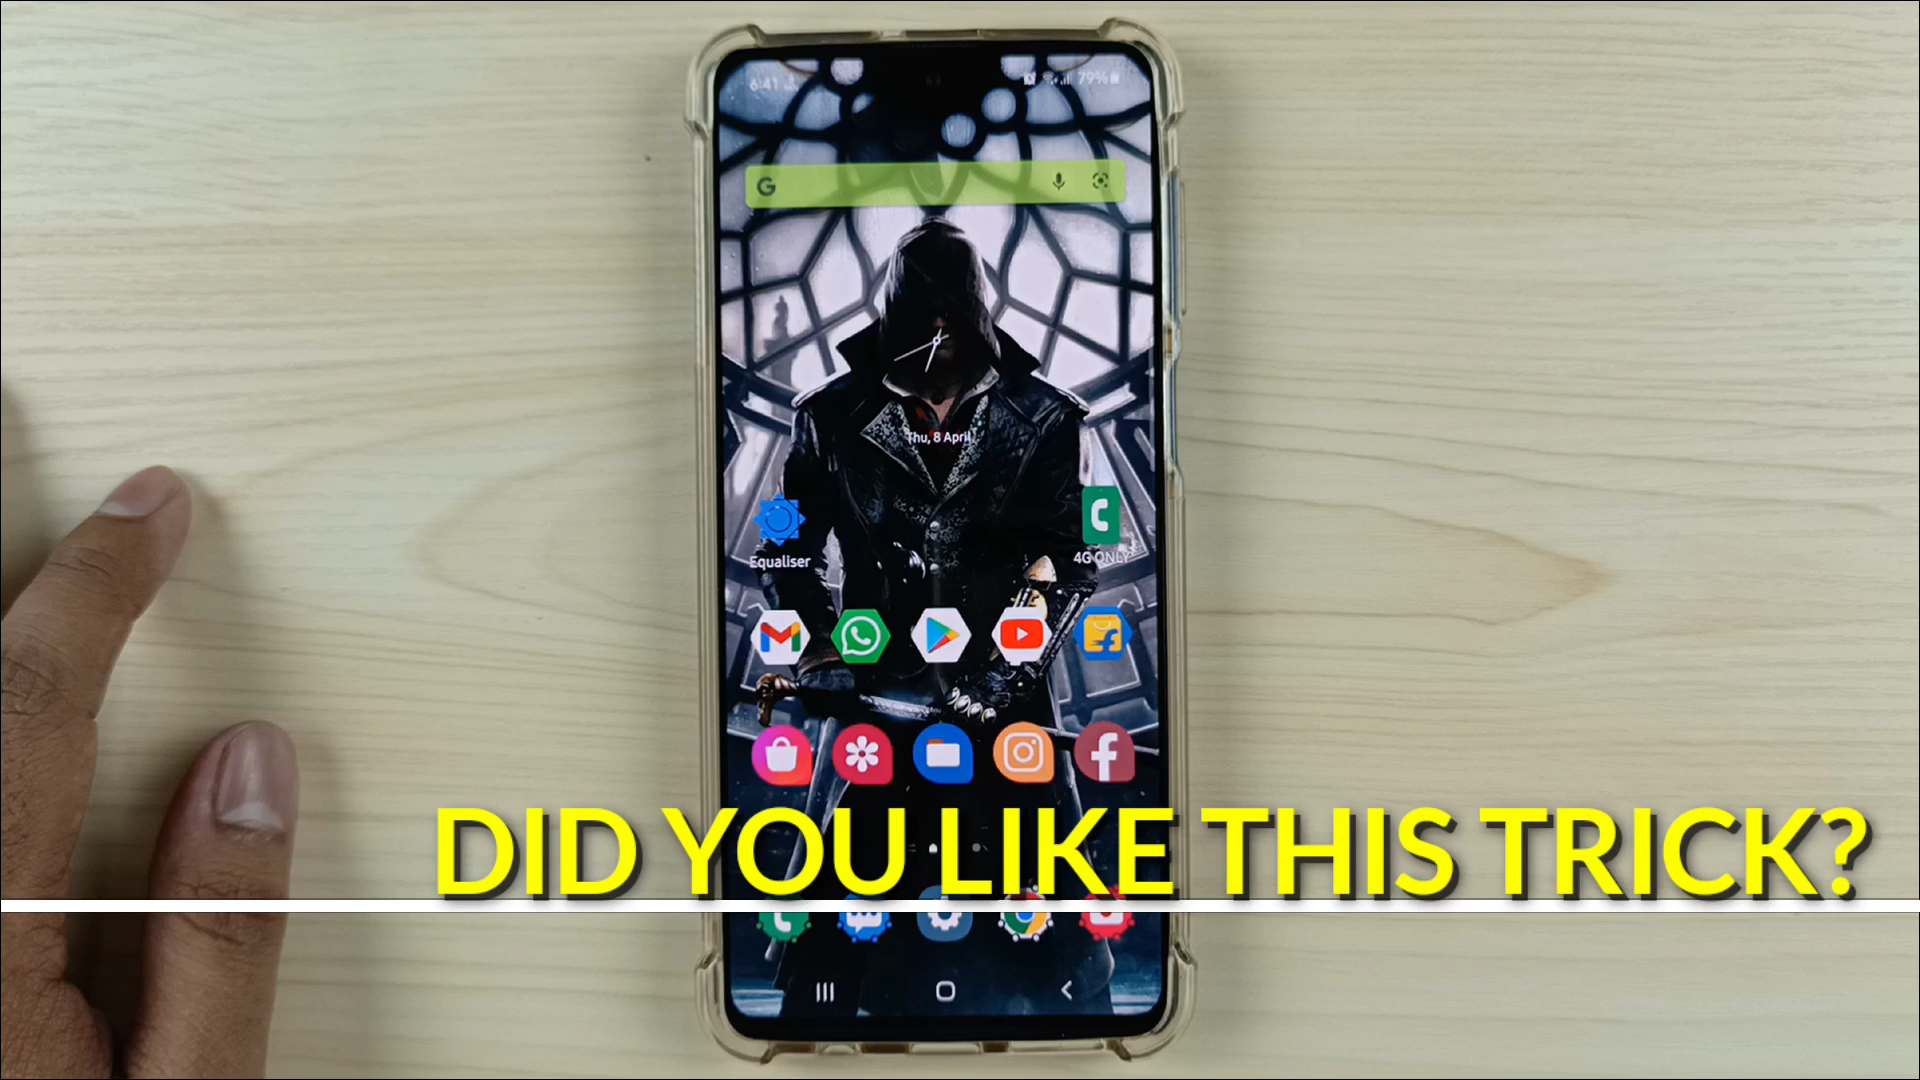 6:41
79%
G
Thu, 8 April
Equaliser
4G ONLY
DID YOU LIKE THIS TRICK?